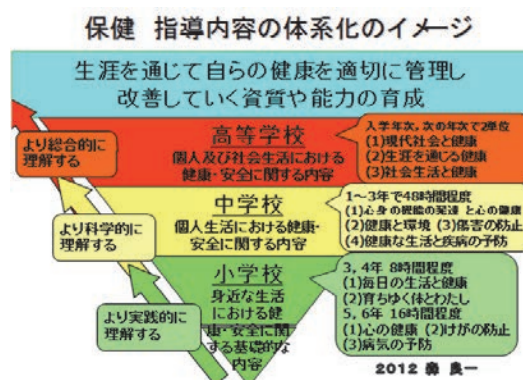 保健 指導内容の体系化のイメージ
生涯を通じて自らの健康を適切に管理し
改善していく資質や能力の育成
高等学校
個人及び社会生活における
健康・安全に関する内容
入学年次，次の年次で2単位
(1)現代社会と健康
(2)生涯を通じる健康
(3)社会生活と健康
より総合的に
理解する
中学校
個人生活における健康・
安全に関する内容
1～3年で48時間程度
(1)心身の機能の発達 と心の健康
(2)健康と環境 (3)傷害の防止
(4)健康な生活と疾病の予防
より科学的に
理解する
小学校
身近な生活
における健
康・安全に関
する基礎的な
内容
3，4年 8時間程度
(1)毎日の生活と健康
(2)育ちゆく体とわたし
5，6年 16時間程度
(1)心の健康 (2)けがの防止
(3)病気の予防
より実践的に
理解する
2012 森 良一